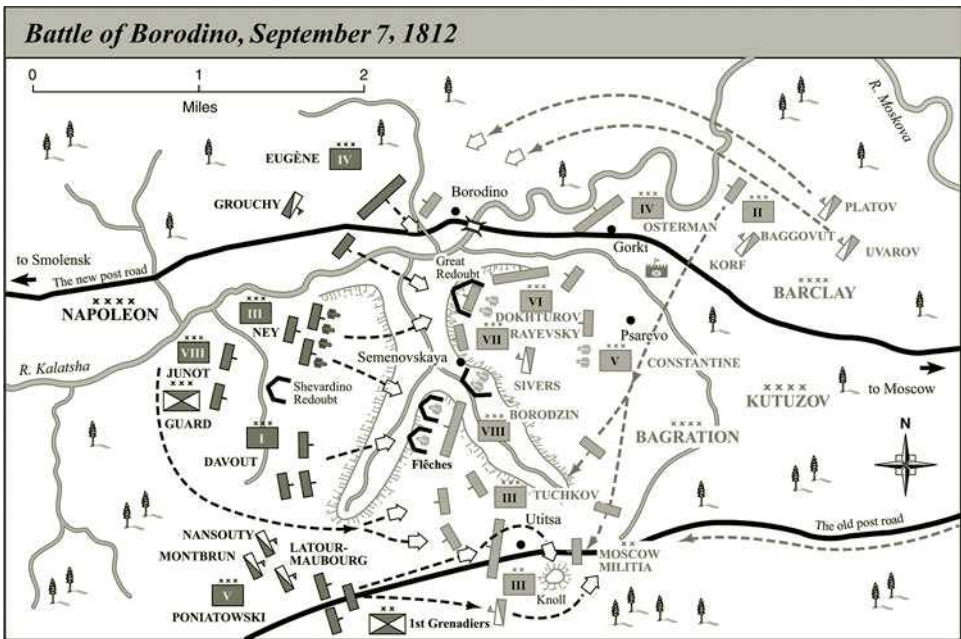 Battle of Borodino, September 7, 1812
0 1 2
Miles
R. Moskova
EUGÈNE
IV
GROUCHY
Borodino
IV
OSTERMAN
II
BAGGOVUT
PLATOV
UVAROV
KORF
Gorki
to Smolensk
The new post road
Great
Redoubt
NAPOLEON
BARCLAY
III
NEY
VI
DOKHTUROV
VII
RAYEVSKY
Psarevo
VIII
JUNOT
R. Kalatsha
Semenovskaya
V
CONSTANTINE
SIVERS
Shevardino
Redoubt
to Moscow
GUARD
KUTUZOV
BORODZIN
VIII
BAGRATION
N
I
DAVOUT
Flêches
III
TUCHKOV
Utitsa
The old post road
NANSOUTY
MONTBRUN
LATOUR-
MAUBOURG
MOSCOW
MILITIA
V
PONIATOWSKI
III
Knoll
1st Grenadiers